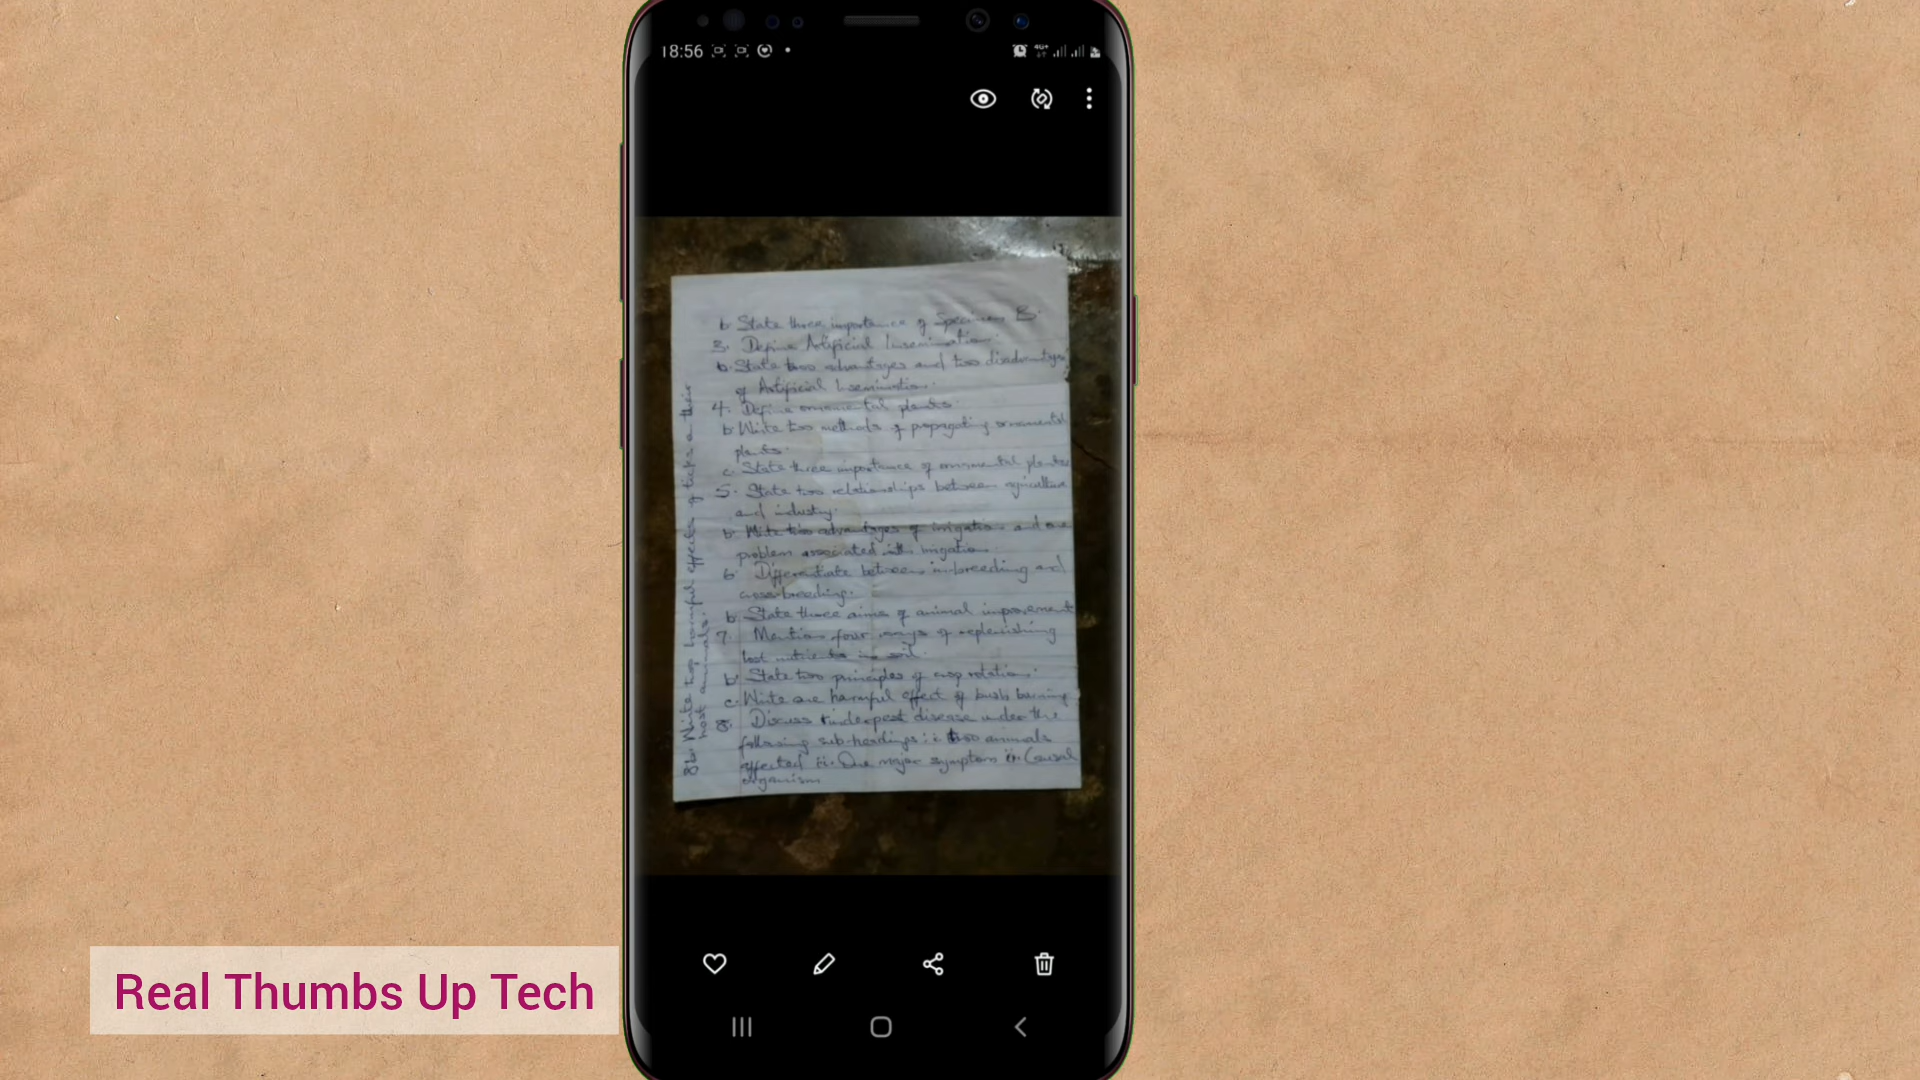 18:56
4G+
b. State three importance of Specimen B.
3. Define Artificial Insemination.
b. State two advantages and two disadvantages
of Artificial Insemination.
4. Define ornamental plants.
b. Write two methods of propagating ornamental
plants.
c. State three importance of ornamental plants
5. State two relationships between agriculture
and industry.
b. Write two advantages of irrigation and one
problem associated with irrigation.
6. Differentiate between inbreeding and
cross breeding.
b. State three aims of animal improvement
7. Mention four ways of replenishing
lost nutrients in soil.
b. State two principles of crop rotation.
c. Write one harmful effect of bush burning
8. Discuss rinderpest disease under the
following sub-headings: i. two animals
affected ii. One major symptom iii. Causal
organism
8b. Write two harmful effects of ticks on their
host animals.
Real Thumbs Up Tech